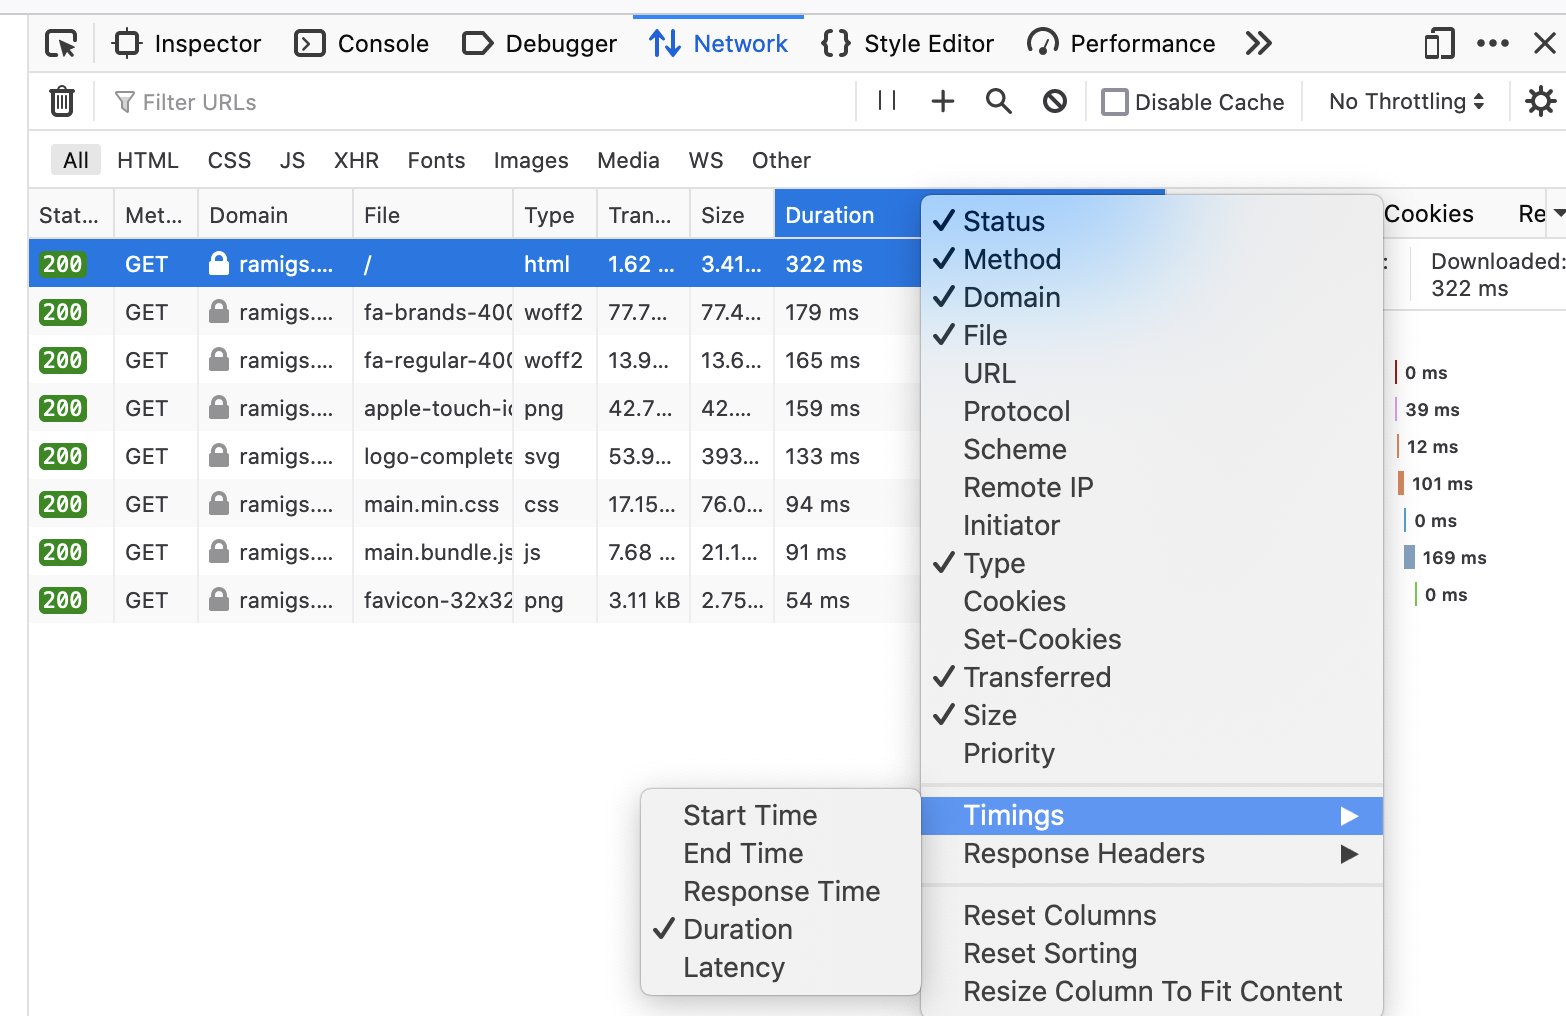 Inspector Console Debugger Network Style Editor Performance
Filter URLs Disable Cache No Throttling
All HTML CSS JS XHR Fonts Images Media WS Other
Stat... Met... Domain File Type Tran... Size Duration
200 GET ramigs.... / html 1.62 ... 3.41... 322 ms
200 GET ramigs.... fa-brands-400 woff2 77.7... 77.4... 179 ms
200 GET ramigs.... fa-regular-400 woff2 13.9... 13.6... 165 ms
200 GET ramigs.... apple-touch-ic png 42.7... 42.... 159 ms
200 GET ramigs.... logo-complete svg 53.9... 393... 133 ms
200 GET ramigs.... main.min.css css 17.15... 76.0... 94 ms
200 GET ramigs.... main.bundle.js js 7.68 ... 21.1... 91 ms
200 GET ramigs.... favicon-32x32 png 3.11 kB 2.75... 54 ms
Status
Method
Domain
File
URL
Protocol
Scheme
Remote IP
Initiator
Type
Cookies
Set-Cookies
Transferred
Size
Priority
Timings
Response Headers
Reset Columns
Reset Sorting
Resize Column To Fit Content
Start Time
End Time
Response Time
Duration
Latency
Cookies Re
: Downloaded:
322 ms
0 ms
39 ms
12 ms
101 ms
0 ms
169 ms
0 ms